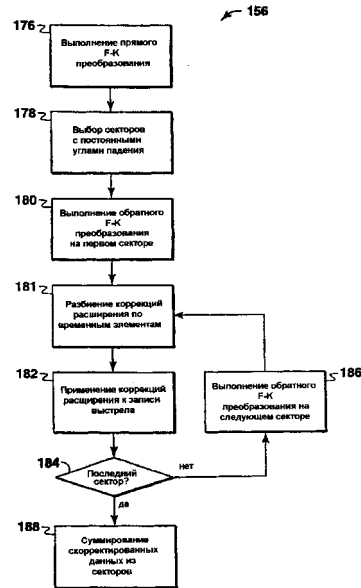 156
176
Выполнение прямого
F-K
преобразования
178
Выбор секторов
с постоянными
углами падения
180
Выполнение обратного
F-K
преобразования
на первом секторе
181
Разбиение коррекций
расширения по
временным элементам
182
Применение коррекций
расширения к записи
выстрела
186
Выполнение обратного
F-K
преобразования на
следующем секторе
184
Последний
сектор?
нет
да
188
Суммирование
скорректированных
данных из
секторов